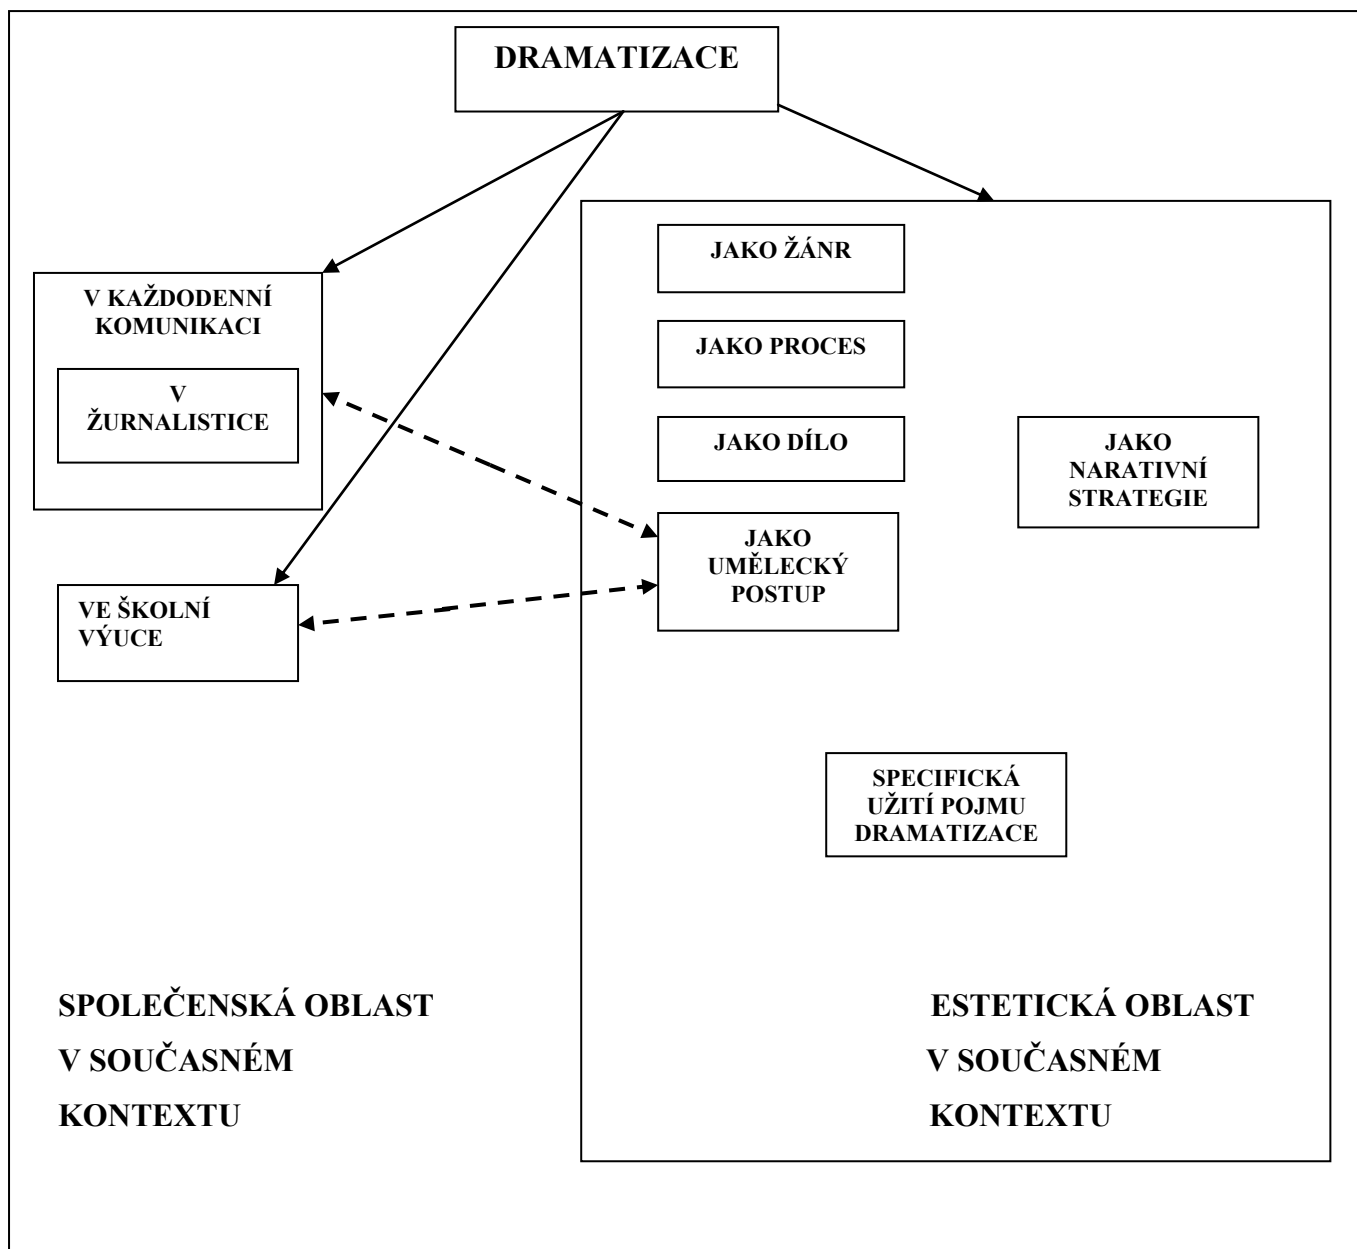 DRAMATIZACE
V KAŽDODENNÍ
KOMUNIKACI
V
ŽURNALISTICE
VE ŠKOLNÍ
VÝUCE
JAKO ŽÁNR
JAKO PROCES
JAKO DÍLO
JAKO
UMĚLECKÝ
POSTUP
JAKO
NARATIVNÍ
STRATEGIE
SPECIFICKÁ
UŽITÍ POJMU
DRAMATIZACE
SPOLEČENSKÁ OBLAST
V SOUČASNÉM
KONTEXTU
ESTETICKÁ OBLAST
V SOUČASNÉM
KONTEXTU